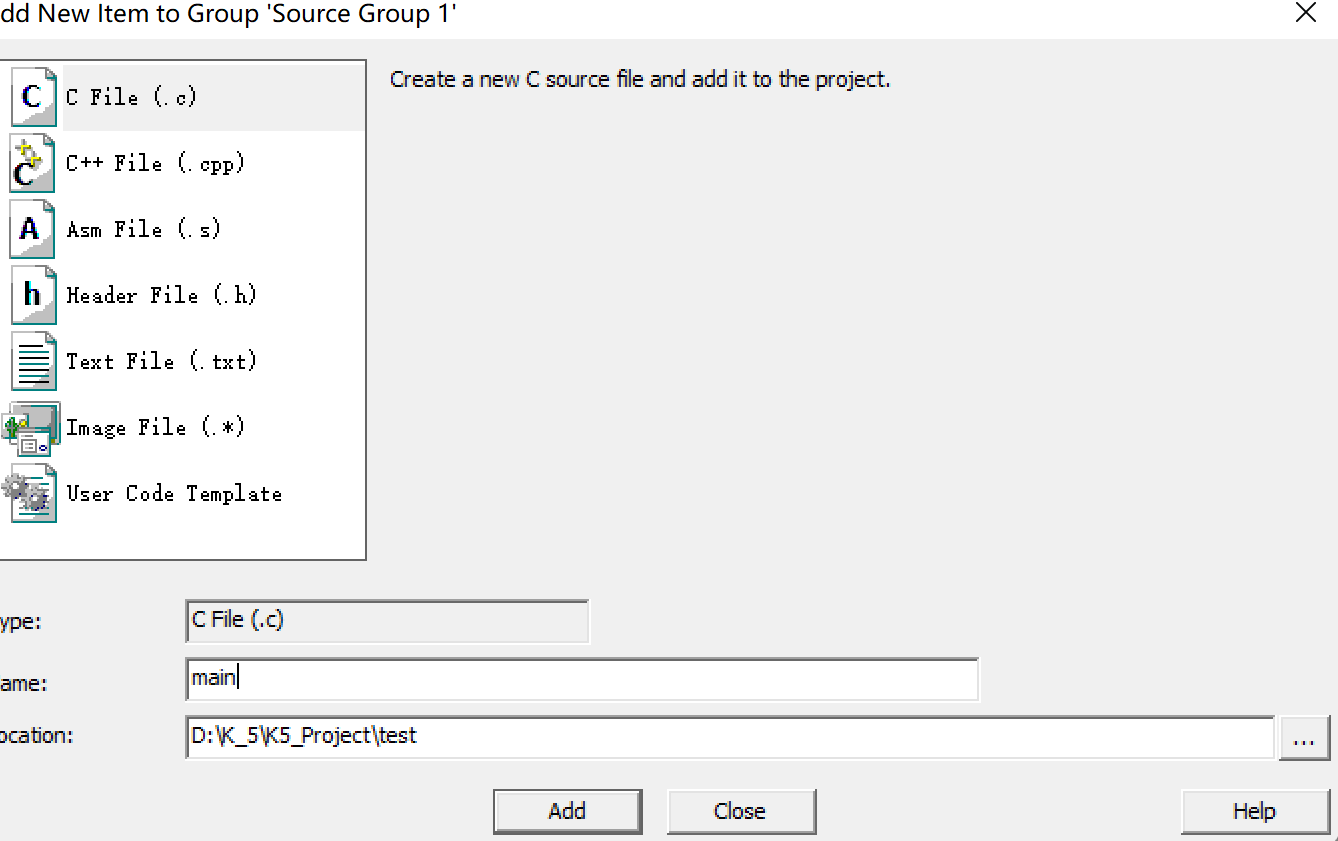 dd New Item to Group 'Source Group 1'
Create a new C source file and add it to the project.
C File (.c)
C++ File (.cpp)
Asm File (.s)
Header File (.h)
Text File (.txt)
Image File (.*)
User Code Template
ype: C File (.c)
ame: main
ocation: D:\K_5\K5_Project\test ...
Add Close Help